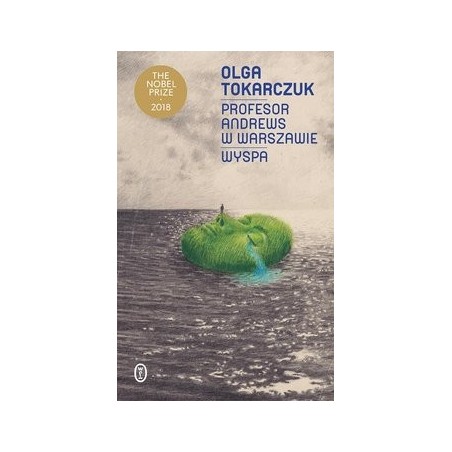 THE
NOBEL
PRIZE
2018
OLGA
TOKARCZUK
PROFESOR
ANDREWS
W WARSZAWIE
WYSPA